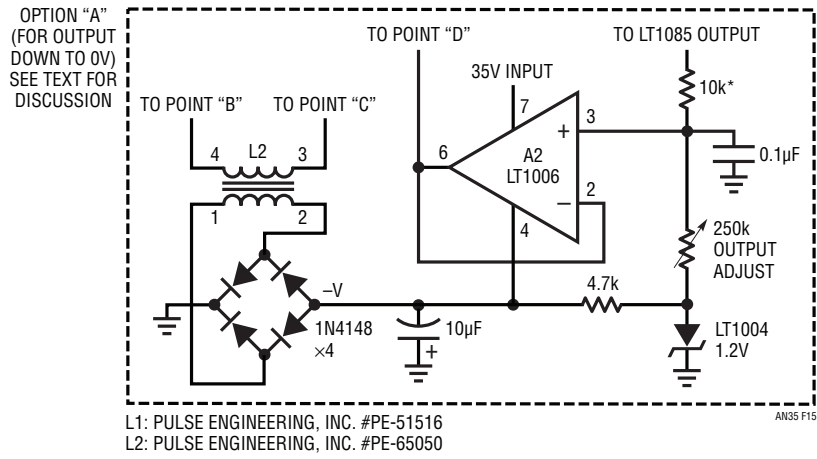 OPTION “A”
(FOR OUTPUT
DOWN TO 0V)
SEE TEXT FOR
DISCUSSION
TO POINT “D”
TO LT1085 OUTPUT
35V INPUT
10k*
TO POINT “B”
TO POINT “C”
7
3
+
4
L2
3
6
A2
LT1006
0.1µF
2
–
1
2
4
250k
OUTPUT
ADJUST
4.7k
–V
1N4148
×4
10µF
+
LT1004
1.2V
AN35 F15
L1: PULSE ENGINEERING, INC. #PE-51516
L2: PULSE ENGINEERING, INC. #PE-65050